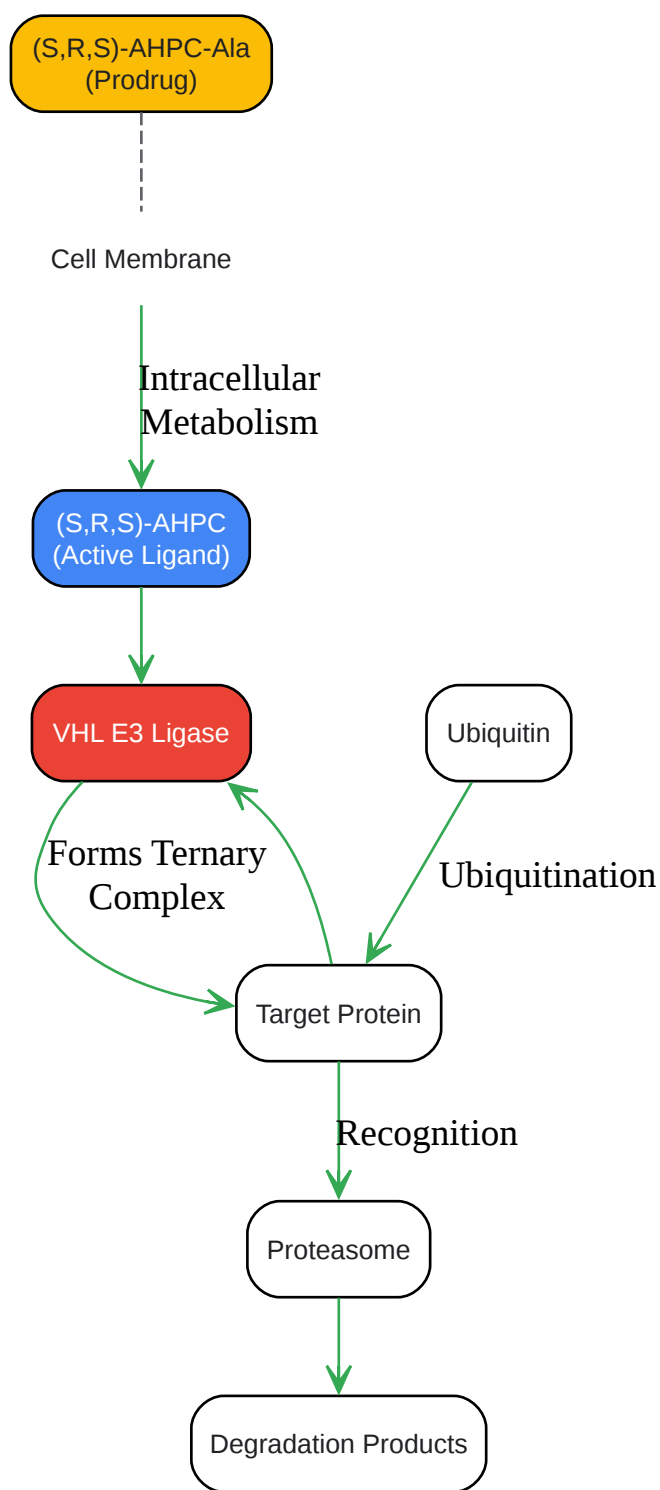 (S,R,S)-AHPC-Ala
(Prodrug)
Cell Membrane
Intracellular
Metabolism
(S,R,S)-AHPC
(Active Ligand)
VHL E3 Ligase
Ubiquitin
Forms Ternary
Complex
Ubiquitination
Target Protein
Recognition
Proteasome
Degradation Products